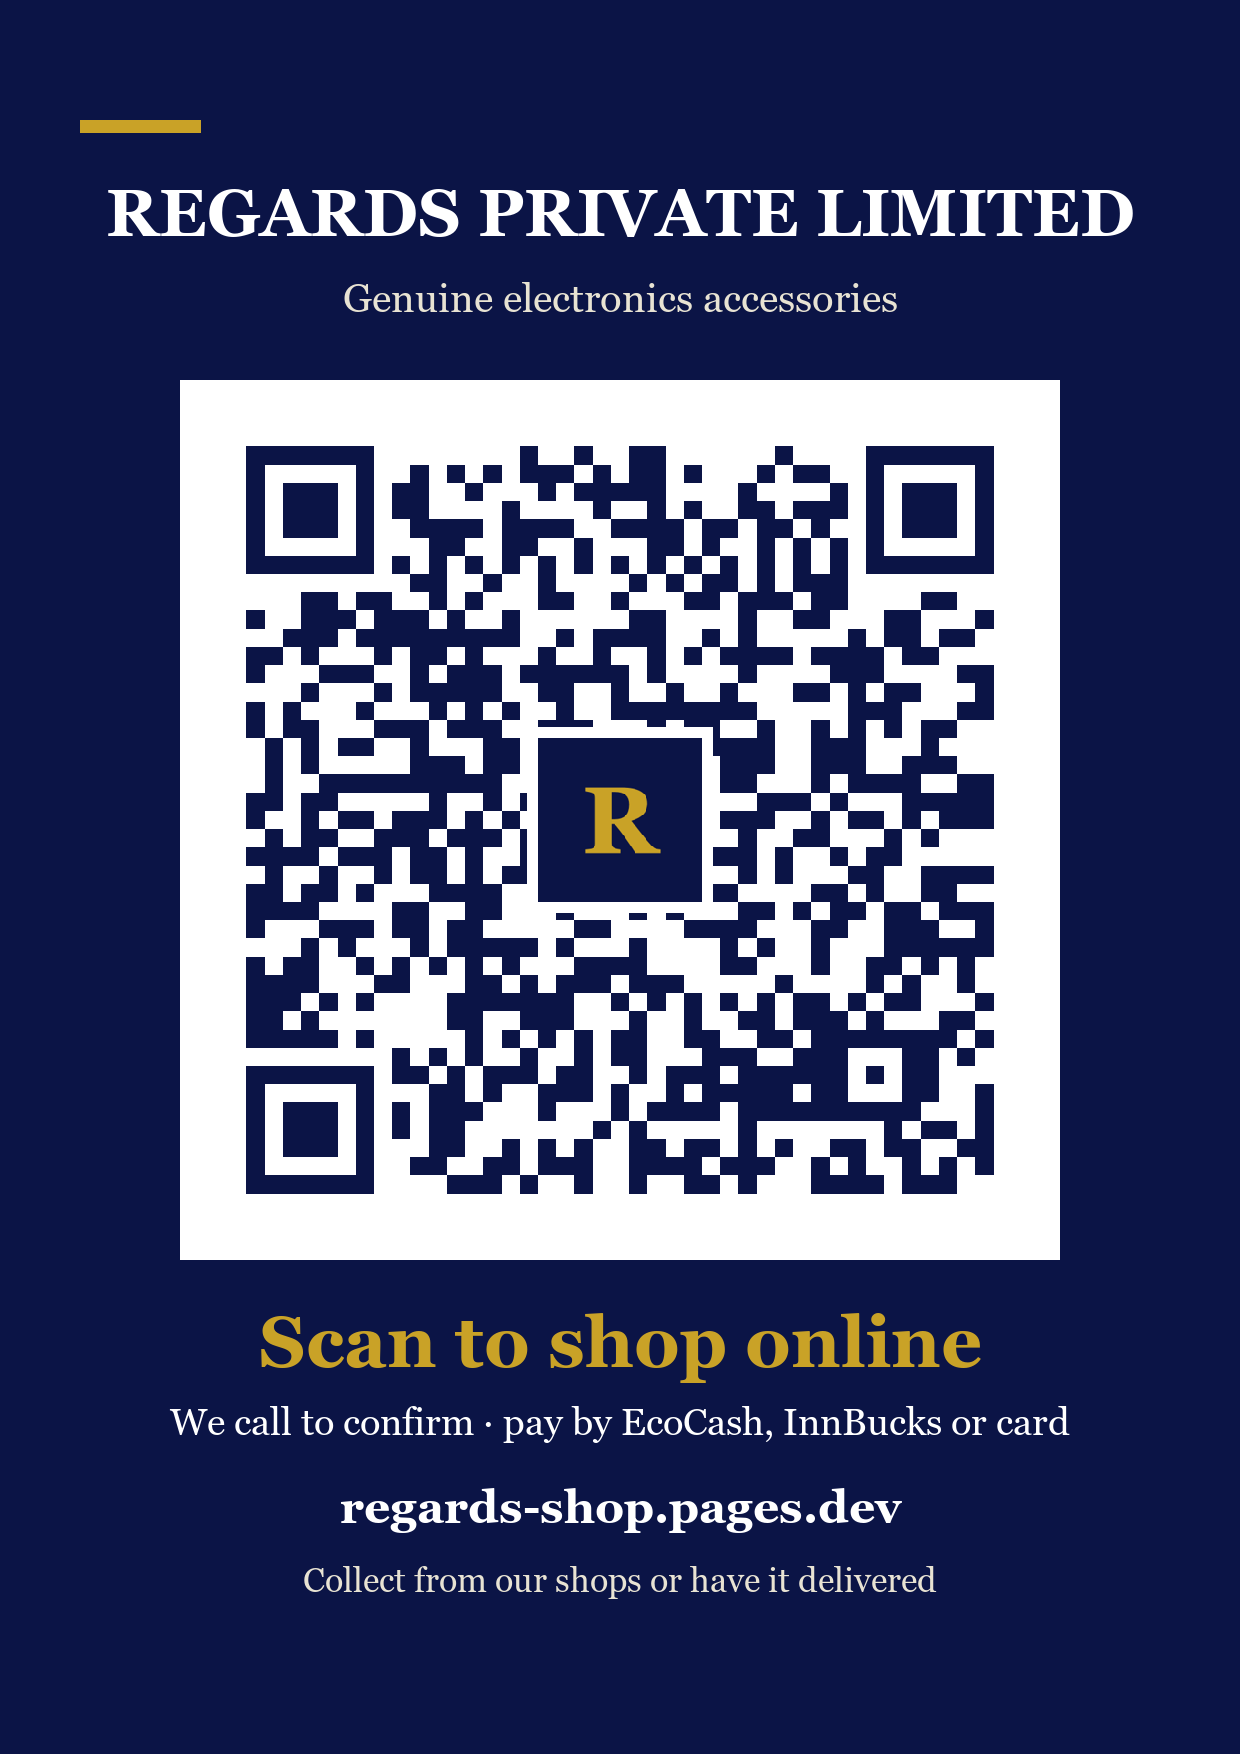 REGARDS PRIVATE LIMITED
Genuine electronics accessories
R
Scan to shop online
We call to confirm · pay by EcoCash, InnBucks or card
regards-shop.pages.dev
Collect from our shops or have it delivered